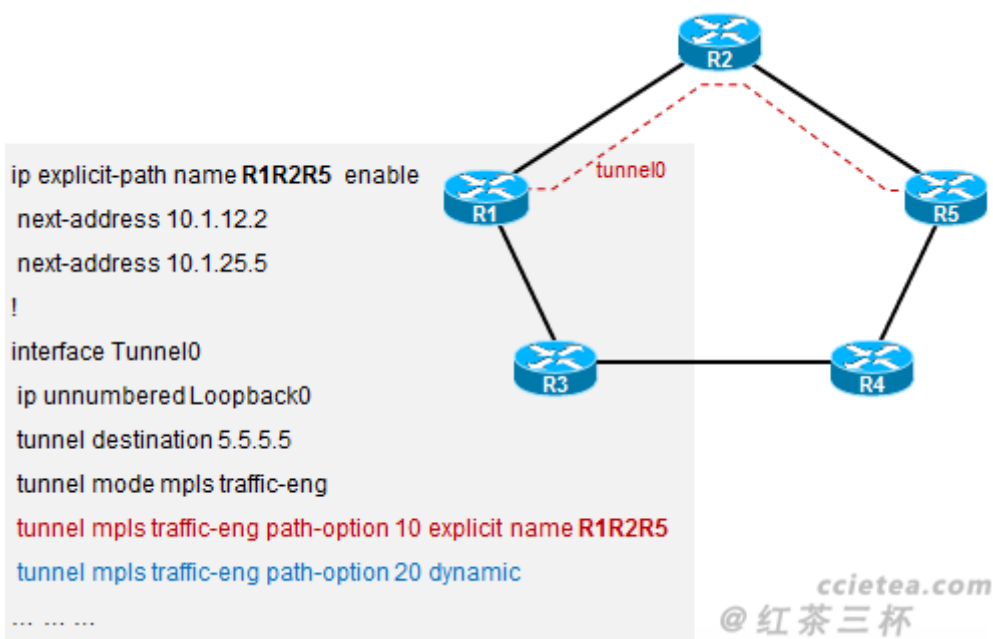 ip explicit-path name R1R2R5 enable
next-address 10.1.12.2
next-address 10.1.25.5
!
interface Tunnel0
ip unnumbered Loopback0
tunnel destination 5.5.5.5
tunnel mode mpls traffic-eng
tunnel mpls traffic-eng path-option 10 explicit name R1R2R5
tunnel mpls traffic-eng path-option 20 dynamic
... ... ...
R2
tunnel0
R1
R5
R3
R4
ccietea.com
@红茶三杯